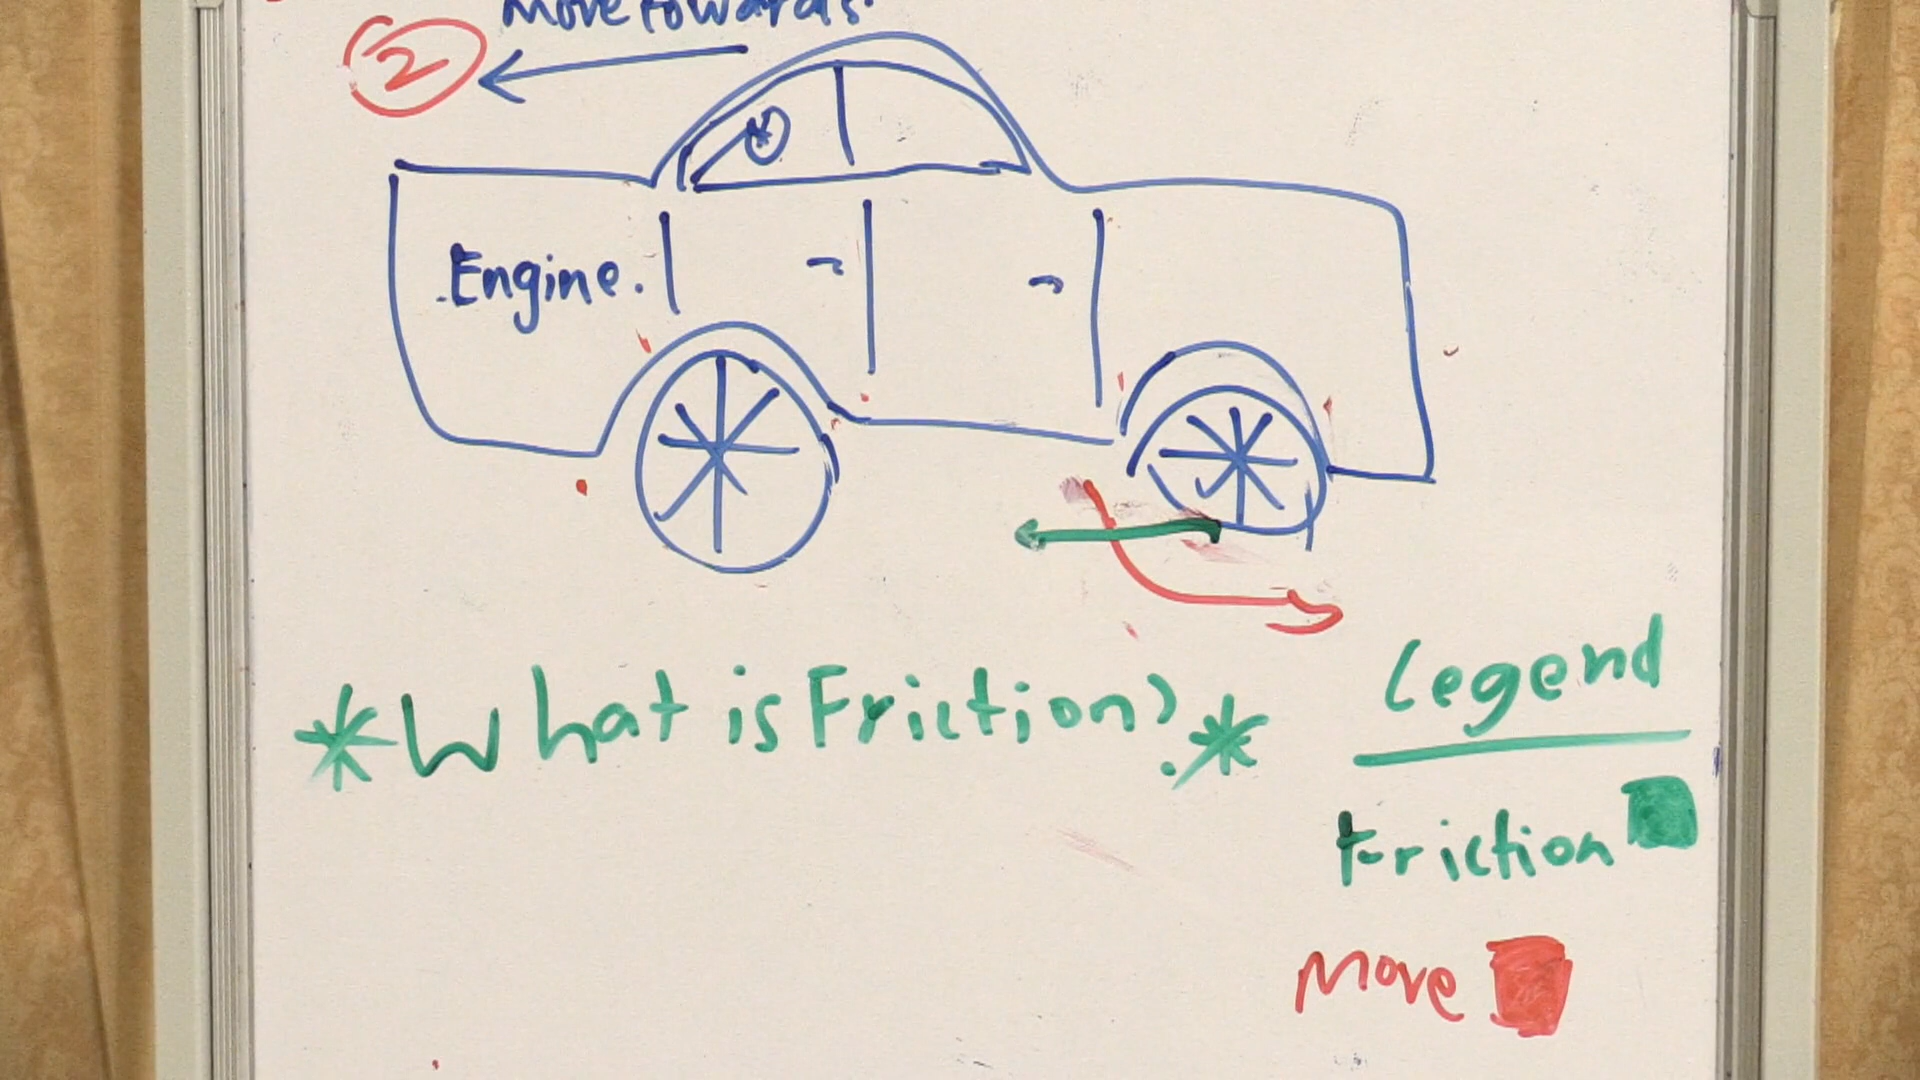 Move towards.
2
Engine.
*What is Friction?*
Legend
Friction
Move